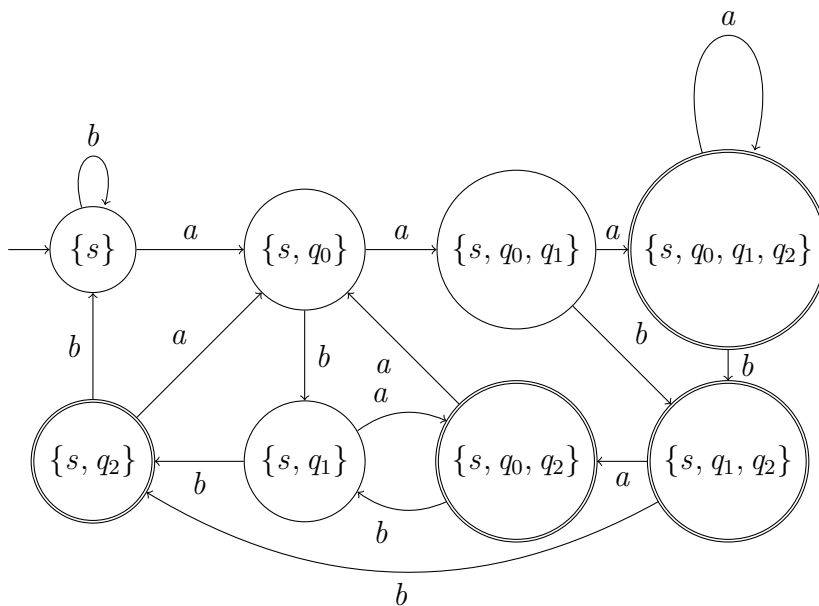 a
b
{s}
a
{s, q₀}
a
{s, q₀, q₁}
a
{s, q₀, q₁, q₂}
b
a
b
a
a
b
b
{s, q₂}
b
{s, q₁}
b
{s, q₀, q₂}
a
{s, q₁, q₂}
b